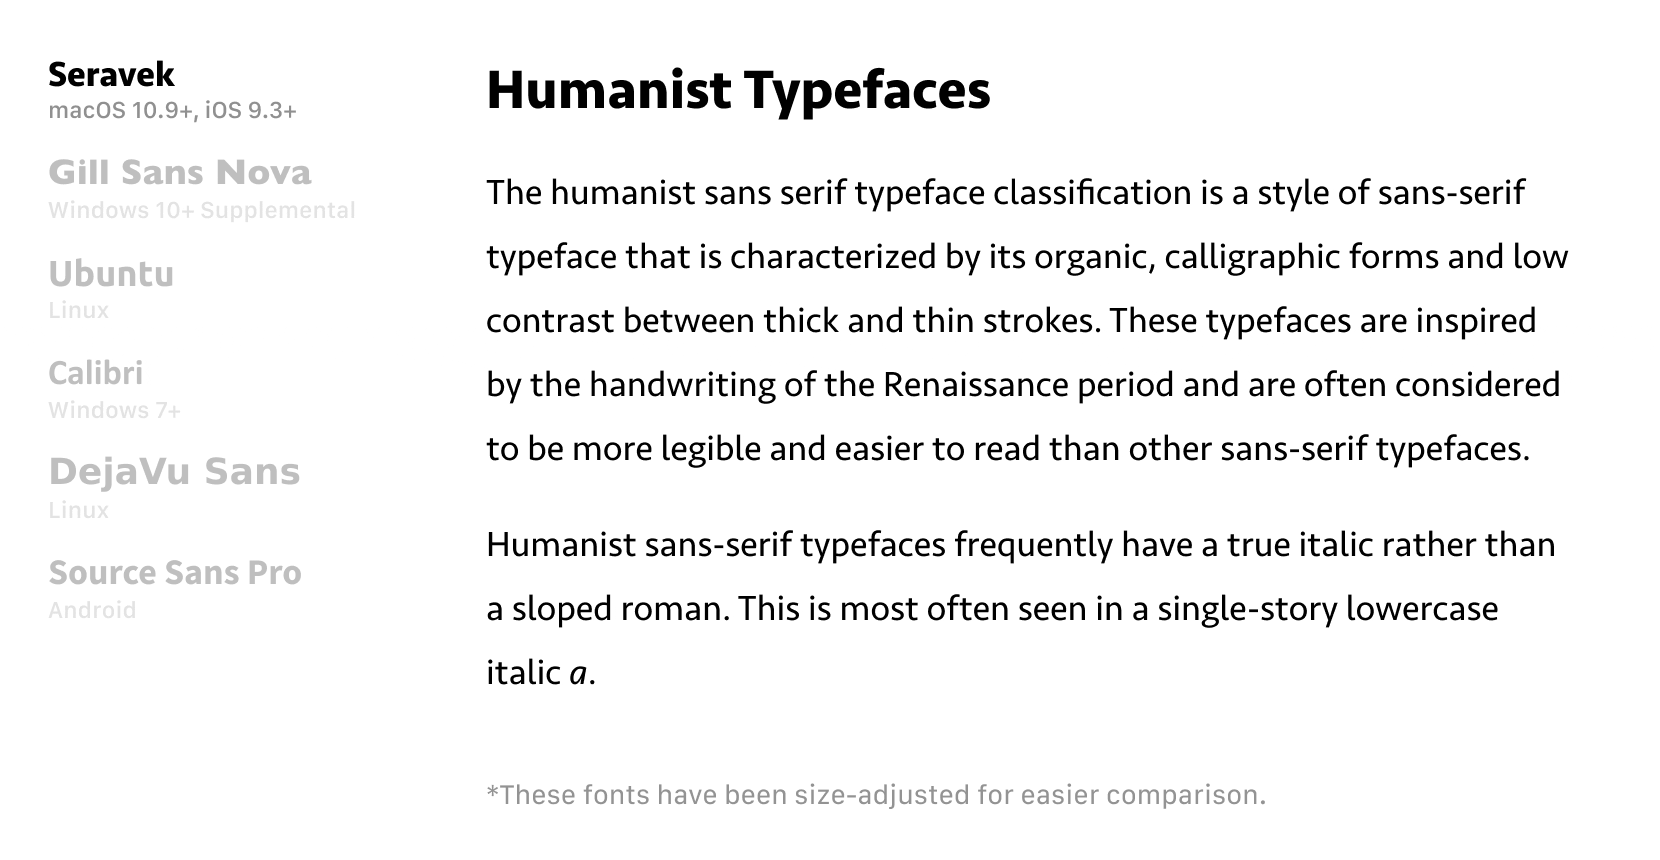 Seravek
macOS 10.9+, iOS 9.3+
Gill Sans Nova
Windows 10+ Supplemental
Ubuntu
Linux
Calibri
Windows 7+
DejaVu Sans
Linux
Source Sans Pro
Android
Humanist Typefaces
The humanist sans serif typeface classification is a style of sans-serif
typeface that is characterized by its organic, calligraphic forms and low
contrast between thick and thin strokes. These typefaces are inspired
by the handwriting of the Renaissance period and are often considered
to be more legible and easier to read than other sans-serif typefaces.
Humanist sans-serif typefaces frequently have a true italic rather than
a sloped roman. This is most often seen in a single-story lowercase
italic a.
*These fonts have been size-adjusted for easier comparison.